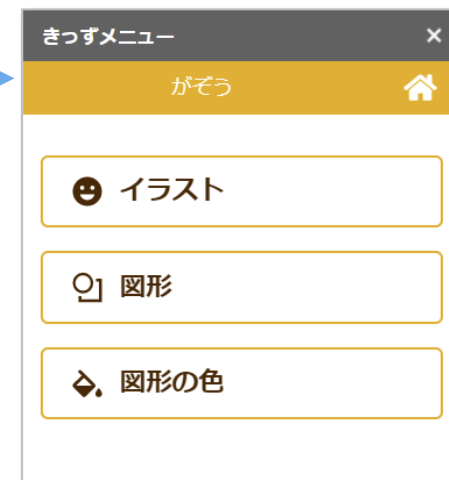 きっずメニュー ×
がぞう
イラスト
図形
図形の色